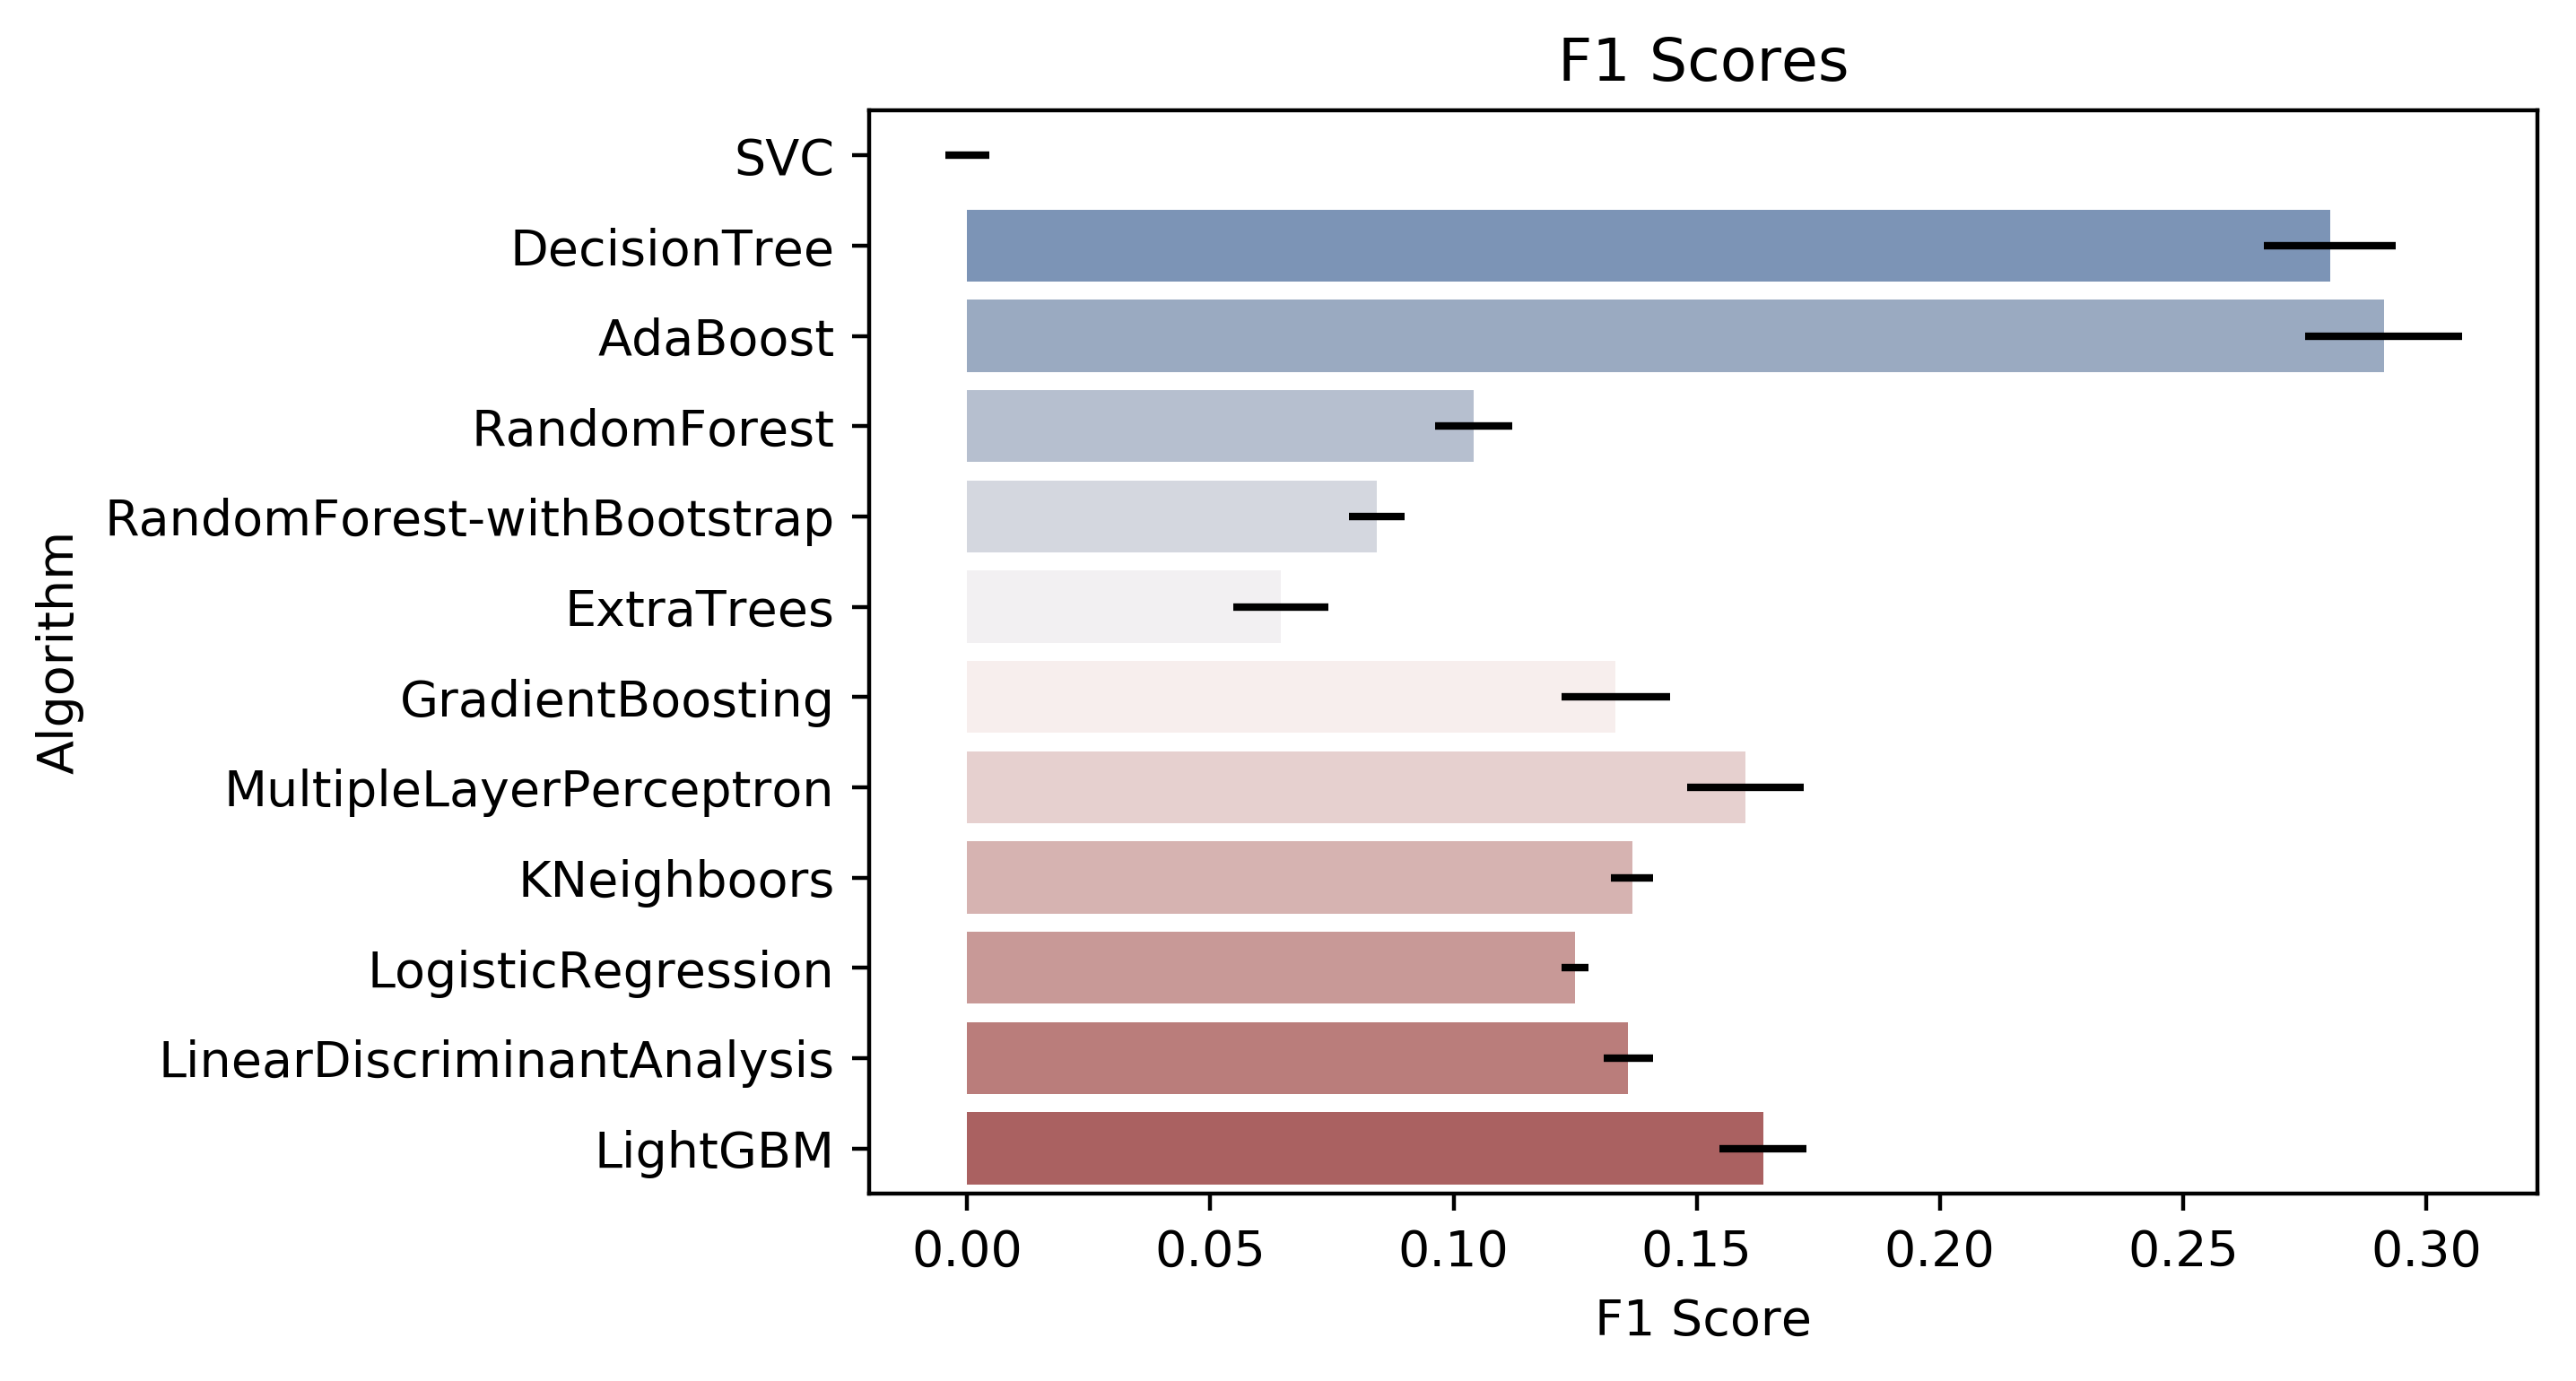 F1 Scores
SVC
DecisionTree
AdaBoost
RandomForest
RandomForest-withBootstrap
ExtraTrees
GradientBoosting
MultipleLayerPerceptron
KNeighboors
LogisticRegression
LinearDiscriminantAnalysis
LightGBM
Algorithm
0.00 0.05 0.10 0.15 0.20 0.25 0.30
F1 Score